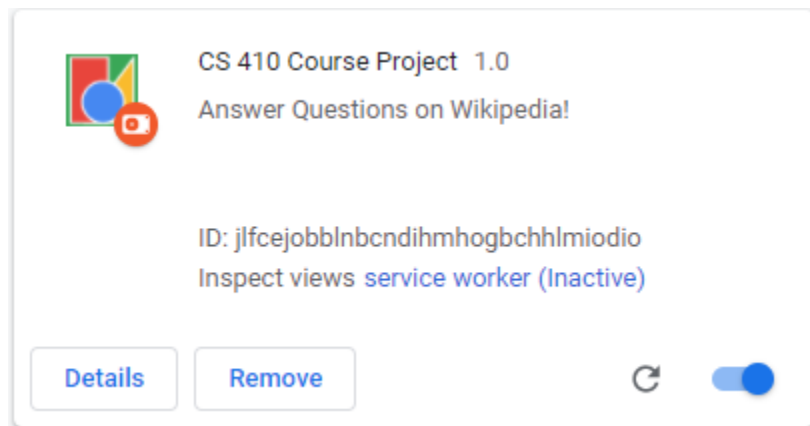 CS 410 Course Project 1.0
Answer Questions on Wikipedia!
ID: jlfcejobblnbcndihmhogbchhlmiodio
Inspect views service worker (Inactive)
Details Remove